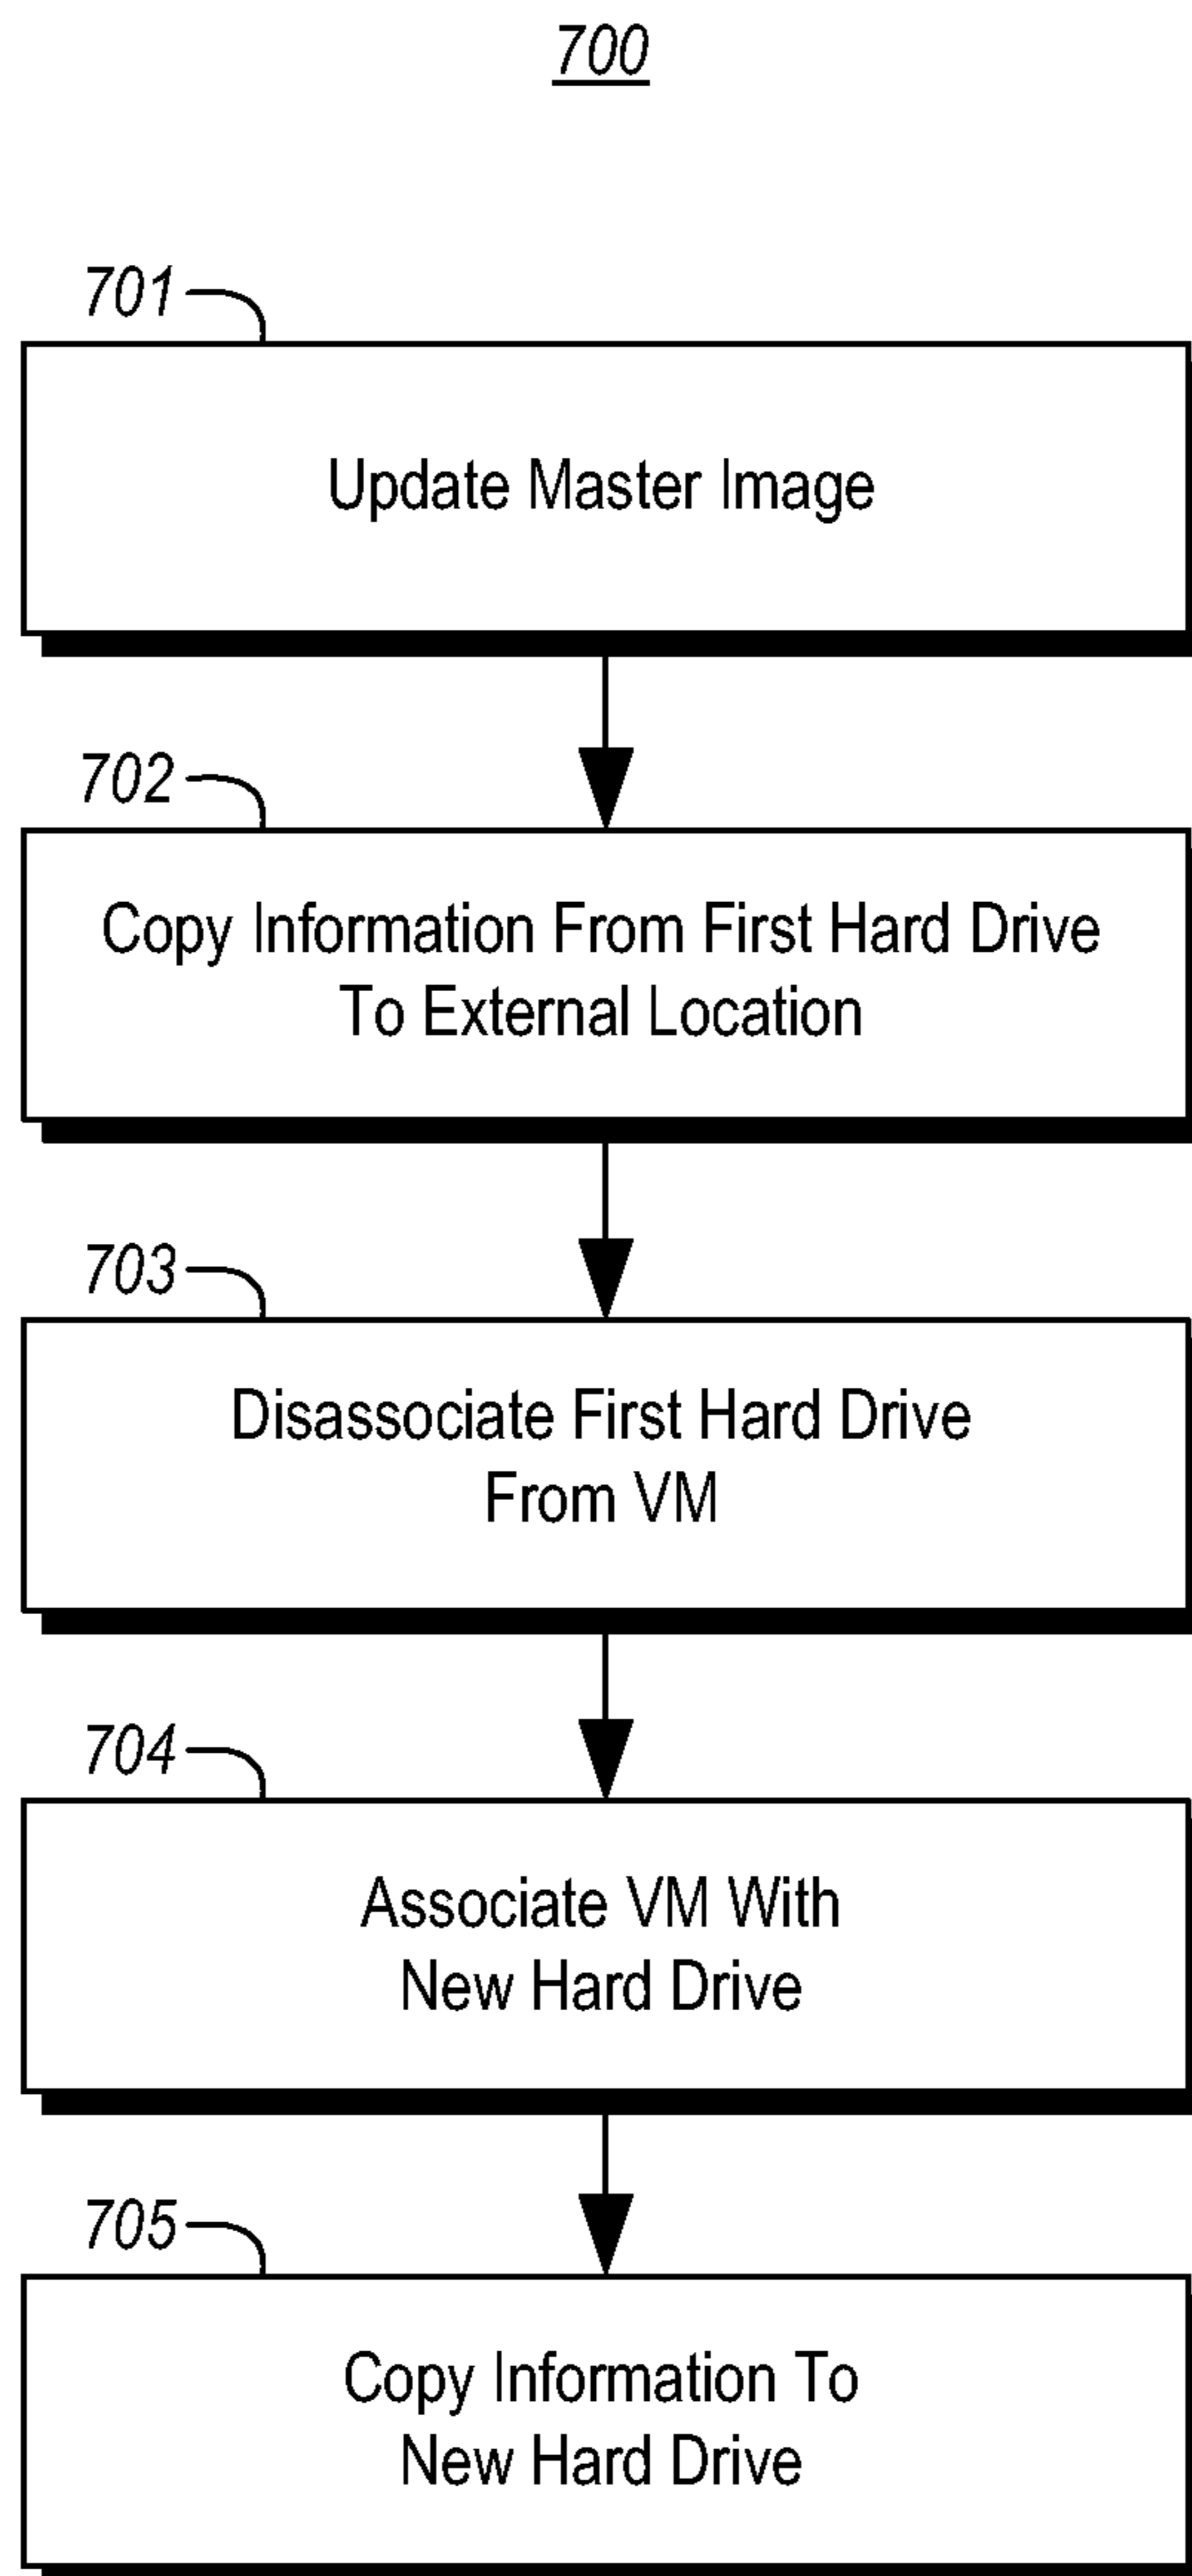 700
701
Update Master Image
702
Copy Information From First Hard Drive
To External Location
703
Disassociate First Hard Drive
From VM
704
Associate VM With
New Hard Drive
705
Copy Information To
New Hard Drive